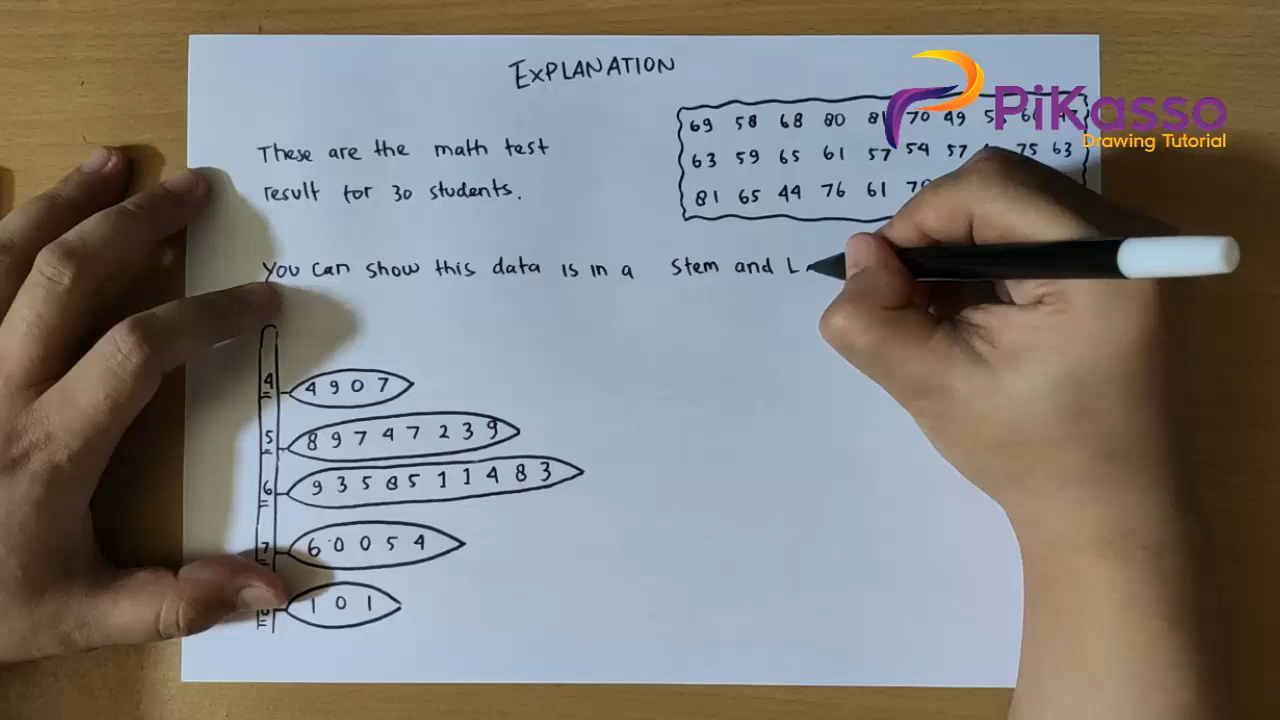 EXPLANATION
PiKasso
Drawing Tutorial
69 58 68 80 81 70 49
These are the math test
63 59 65 61 57 54 57 75 63
result for 30 students.
81 65 44 76 61
You can show this data is in a stem and L
4 4 9 0 7
5 8 9 7 4 7 2 3 9
6 9 3 5 8 5 1 1 4 8 3
7 6 0 0 5 4
1 0 1